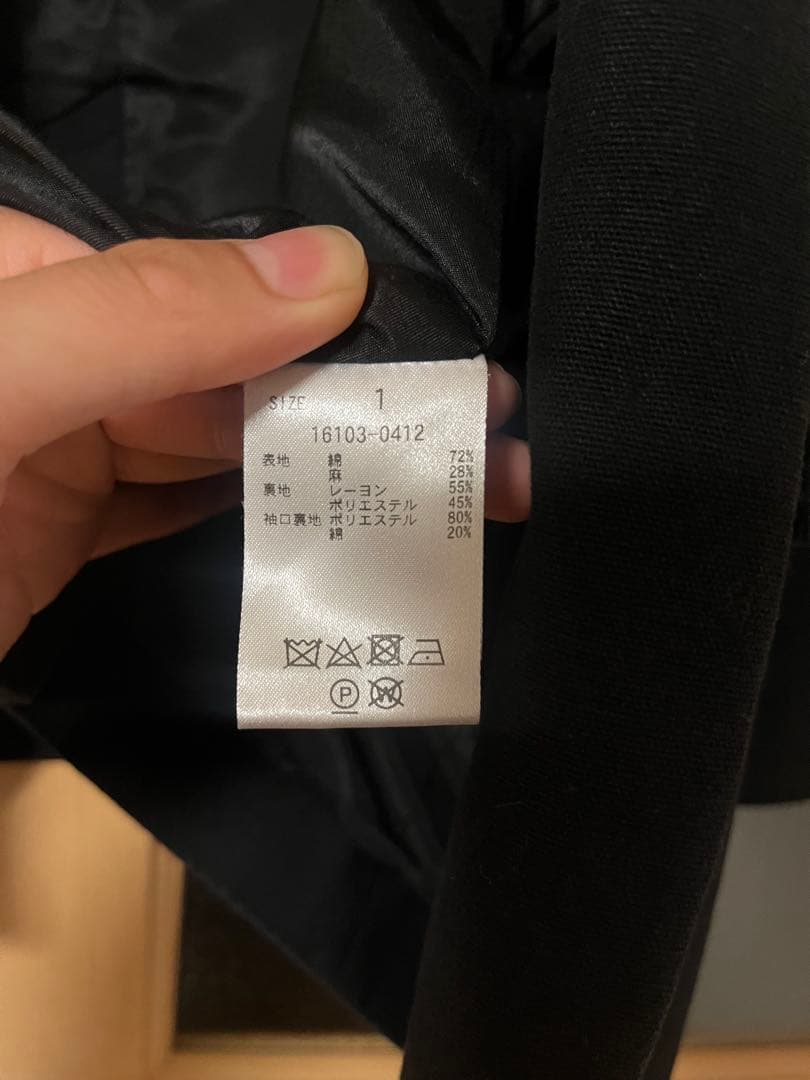 SIZE 1
16103-0412
表地 綿 72%
麻 28%
裏地 レーヨン 55%
ポリエステル 45%
袖口裏地 ポリエステル 80%
綿 20%
P W